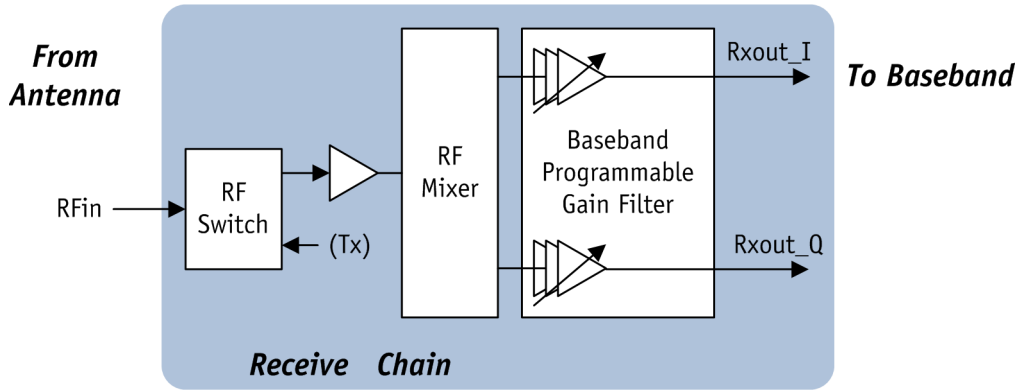 From
Antenna
RFin
RF
Switch
(Tx)
RF
Mixer
Baseband
Programmable
Gain Filter
Rxout_I
Rxout_Q
To Baseband
Receive Chain